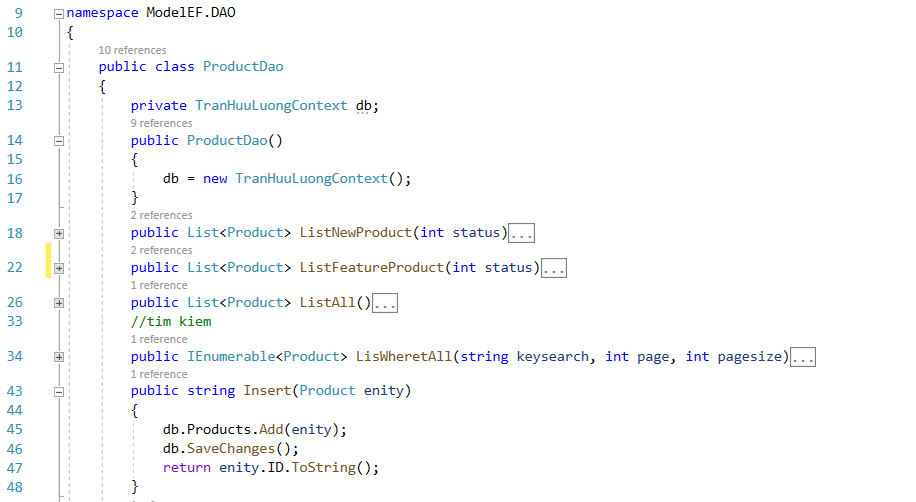 9 namespace ModelEF.DAO
10 {
10 references
11 public class ProductDao
12 {
13 private TranHuuLuongContext db;
9 references
14 public ProductDao()
15 {
16 db = new TranHuuLuongContext();
17 }
2 references
18 public List<Product> ListNewProduct(int status)...
2 references
22 public List<Product> ListFeatureProduct(int status)...
1 reference
26 public List<Product> ListAll()...
33 //tim kiem
1 reference
34 public IEnumerable<Product> LisWheretAll(string keysearch, int page, int pagesize)...
1 reference
43 public string Insert(Product enity)
44 {
45 db.Products.Add(enity);
46 db.SaveChanges();
47 return enity.ID.ToString();
48 }